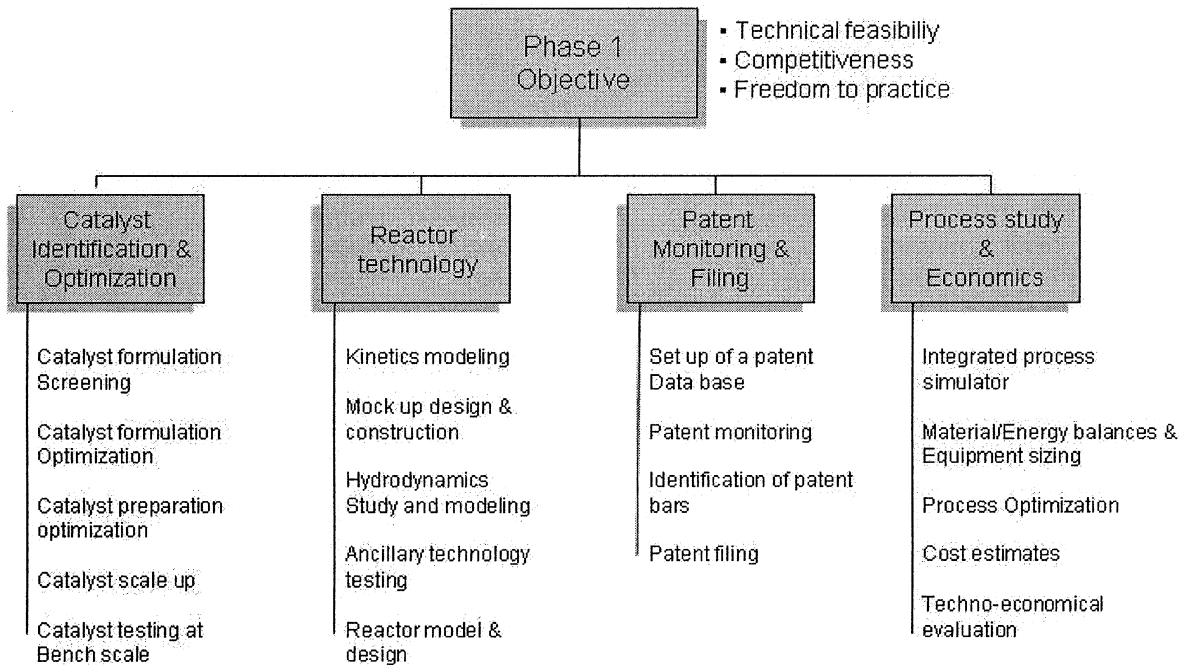 Phase 1
Objective
▪ Technical feasibiliy
▪ Competitiveness
▪ Freedom to practice
Catalyst
Identification &
Optimization
Catalyst formulation
Screening
Catalyst formulation
Optimization
Catalyst preparation
optimization
Catalyst scale up
Catalyst testing at
Bench scale
Reactor
technology
Kinetics modeling
Mock up design &
construction
Hydrodynamics
Study and modeling
Ancillary technology
testing
Reactor model &
design
Patent
Monitoring &
Filing
Set up of a patent
Data base
Patent monitoring
Identification of patent
bars
Patent filing
Process study
&
Economics
Integrated process
simulator
Material/Energy balances &
Equipment sizing
Process Optimization
Cost estimates
Techno-economical
evaluation